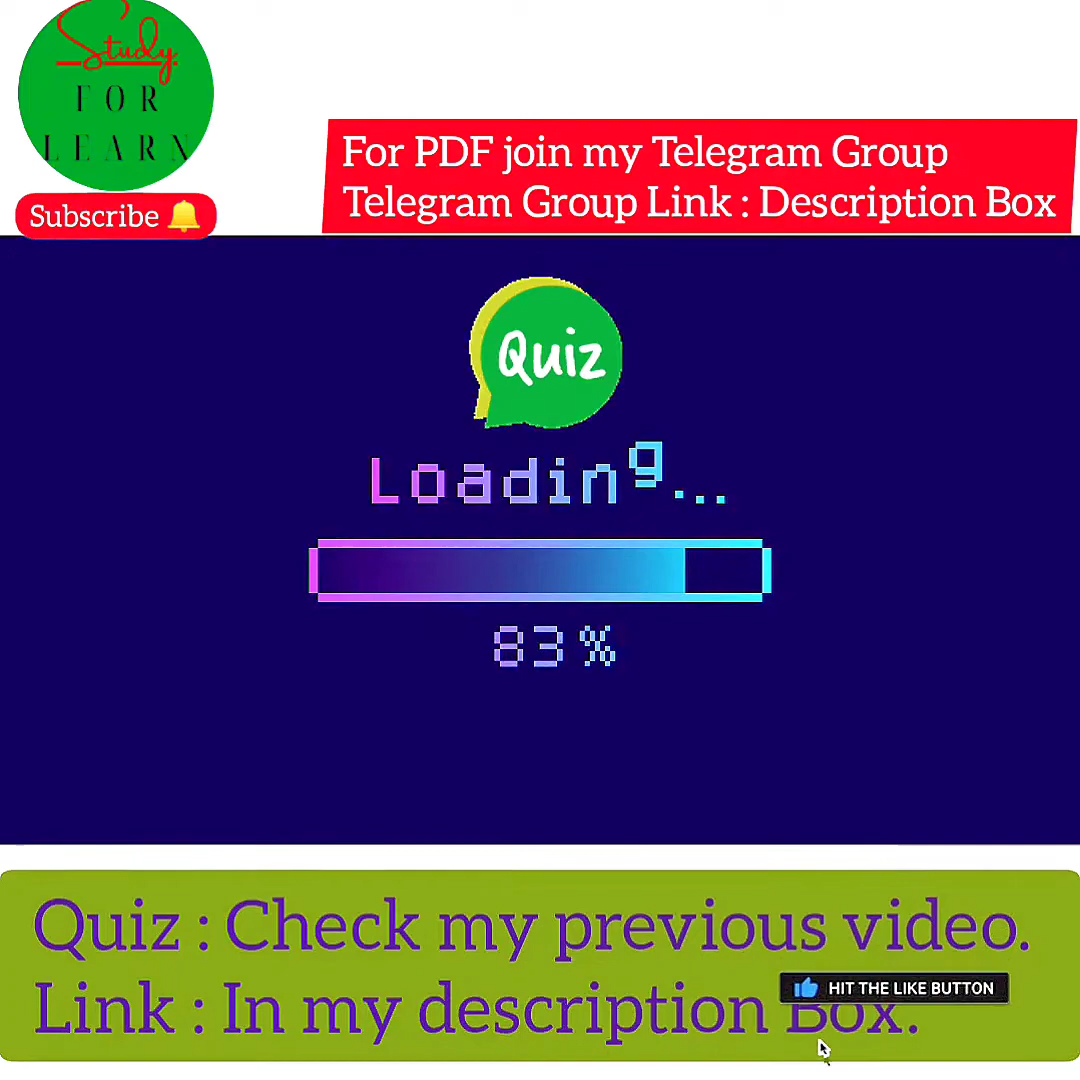 Study
FOR
LEARN
Subscribe
For PDF join my Telegram Group
Telegram Group Link : Description Box
Quiz
Loading...
83%
Quiz : Check my previous video.
Link : In my description Box.
HIT THE LIKE BUTTON